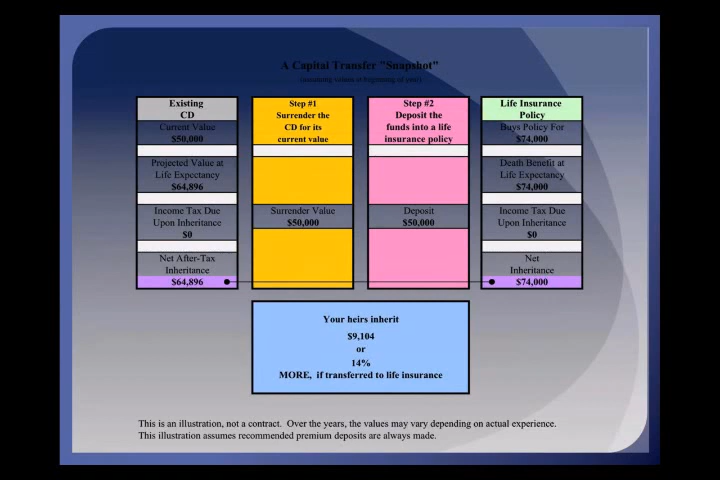 A Capital Transfer "Snapshot"
(assuming values at beginning of year)
Existing
CD
Current Value
$50,000
Projected Value at
Life Expectancy
$64,896
Income Tax Due
Upon Inheritance
$0
Net After-Tax
Inheritance
$64,896
Step #1
Surrender the
CD for its
current value
Surrender Value
$50,000
Step #2
Deposit the
funds into a life
insurance policy
Deposit
$50,000
Life Insurance
Policy
Buys Policy For
$74,000
Death Benefit at
Life Expectancy
$74,000
Income Tax Due
Upon Inheritance
$0
Net
Inheritance
$74,000
Your heirs inherit
$9,104
or
14%
MORE, if transferred to life insurance
This is an illustration, not a contract. Over the years, the values may vary depending on actual experience.
This illustration assumes recommended premium deposits are always made.